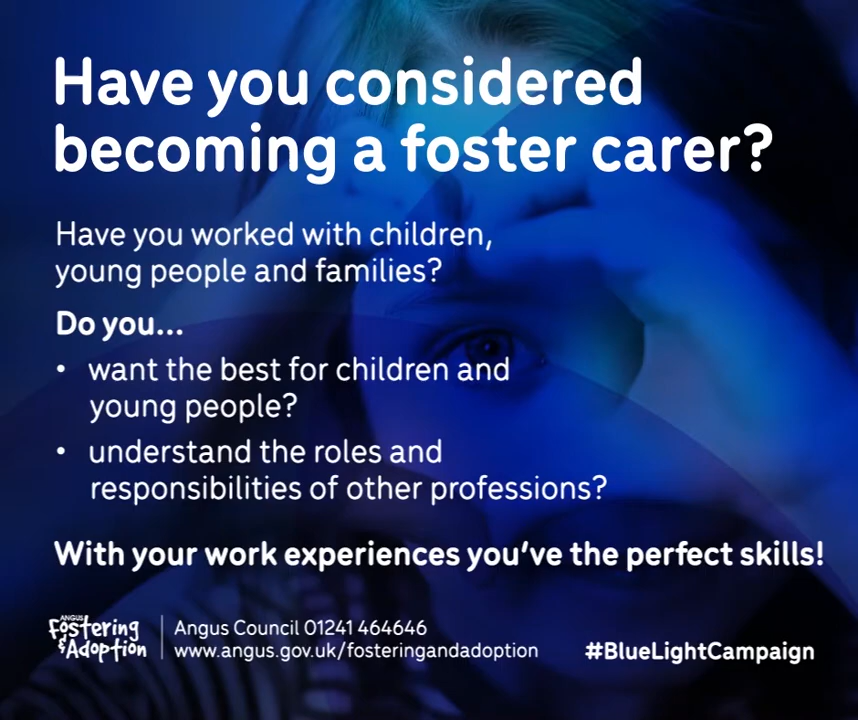 Have you considered
becoming a foster carer?
Have you worked with children,
young people and families?
Do you...
• want the best for children and
young people?
• understand the roles and
responsibilities of other professions?
With your work experiences you've the perfect skills!
ANGUS
Fostering
& Adoption
Angus Council 01241 464646
www.angus.gov.uk/fosteringandadoption
#BlueLightCampaign